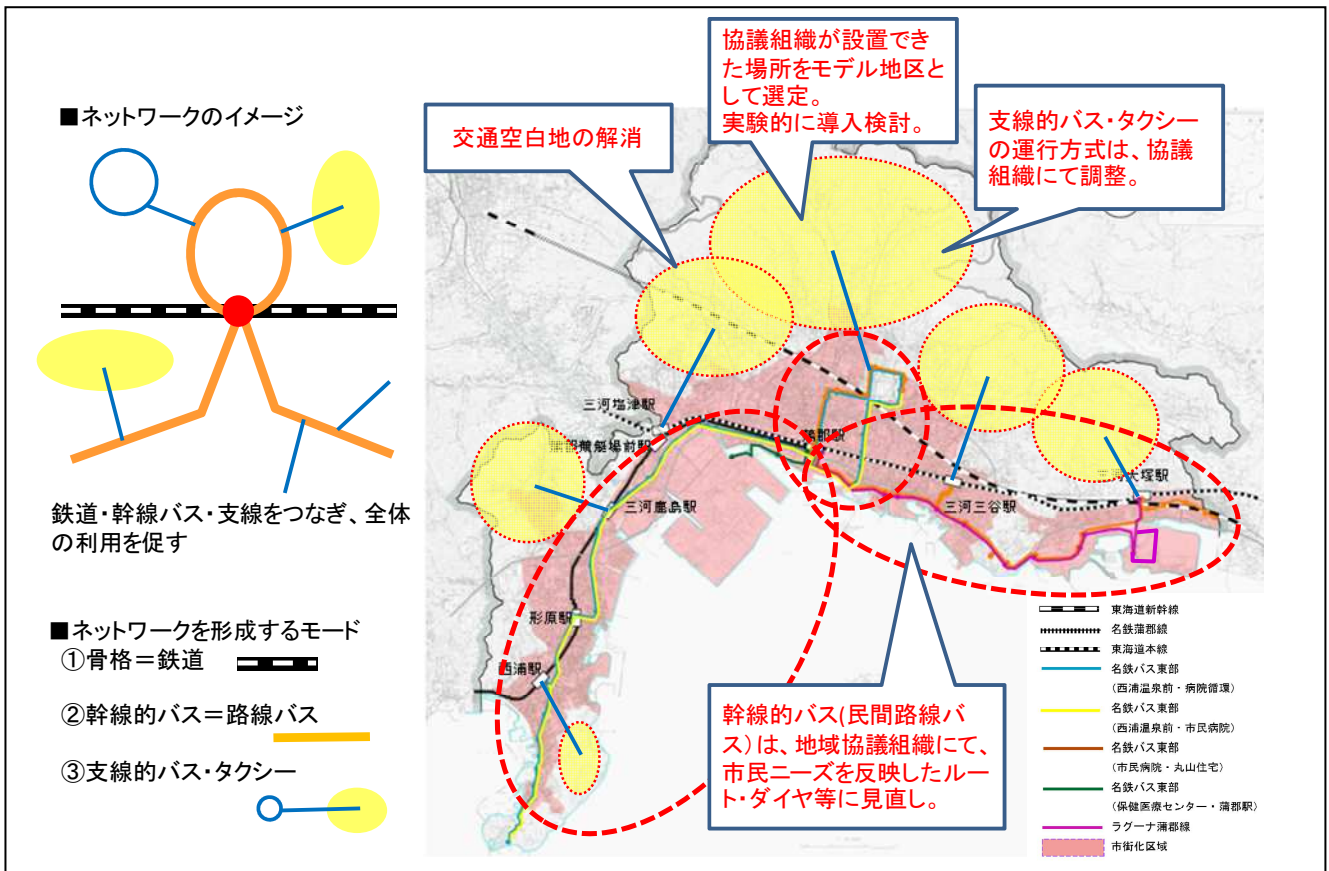 ■ネットワークのイメージ
鉄道・幹線バス・支線をつなぎ、全体
の利用を促す
■ネットワークを形成するモード
①骨格＝鉄道
②幹線的バス＝路線バス
③支線的バス・タクシー
交通空白地の解消
協議組織が設置でき
た場所をモデル地区と
して選定。
実験的に導入検討。
支線的バス・タクシー
の運行方式は、協議
組織にて調整。
三河塩津駅
蒲郡競艇場前駅
蒲郡駅
三河大塚駅
三河三谷駅
三河鹿島駅
形原駅
西浦駅
幹線的バス(民間路線バ
ス)は、地域協議組織にて、
市民ニーズを反映したルー
ト・ダイヤ等に見直し。
東海道新幹線
名鉄蒲郡線
東海道本線
名鉄バス東部
(西浦温泉前・病院循環)
名鉄バス東部
(西浦温泉前・市民病院)
名鉄バス東部
(市民病院・丸山住宅)
名鉄バス東部
(保健医療センター・蒲郡駅)
ラグーナ蒲郡線
市街化区域